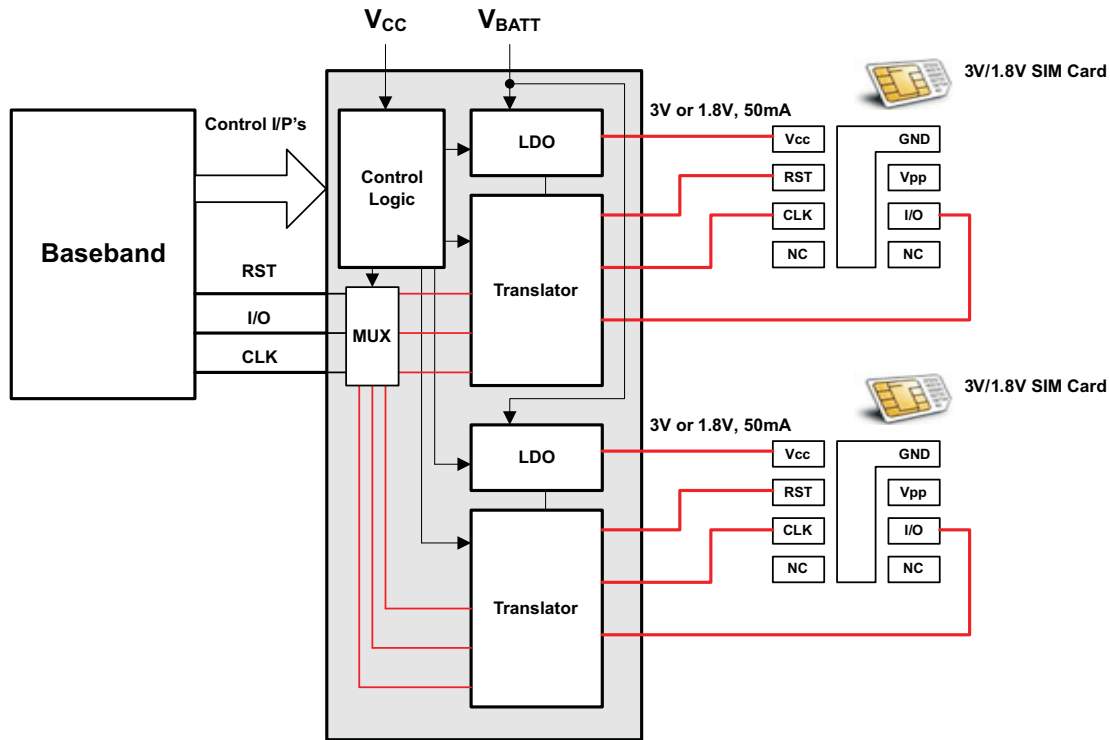 VCC
VBATT
3V/1.8V SIM Card
Control I/P's
3V or 1.8V, 50mA
LDO
Vcc
GND
Control
Logic
RST
Vpp
CLK
I/O
Baseband
NC
NC
RST
Translator
I/O
MUX
CLK
3V/1.8V SIM Card
3V or 1.8V, 50mA
LDO
Vcc
GND
RST
Vpp
CLK
I/O
NC
NC
Translator